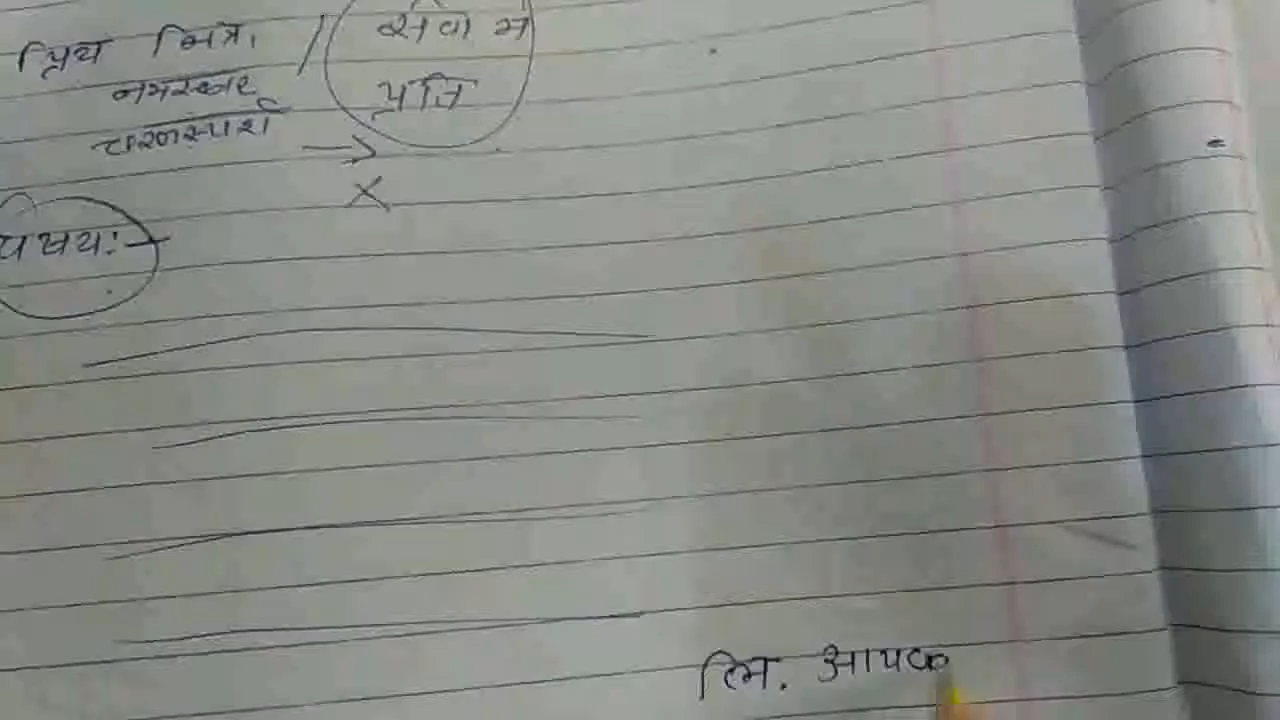 प्रिय मित्र, / सेवा में
नमस्कार प्रति
चरणस्पर्श →
X
विषय:-
लि. आपक